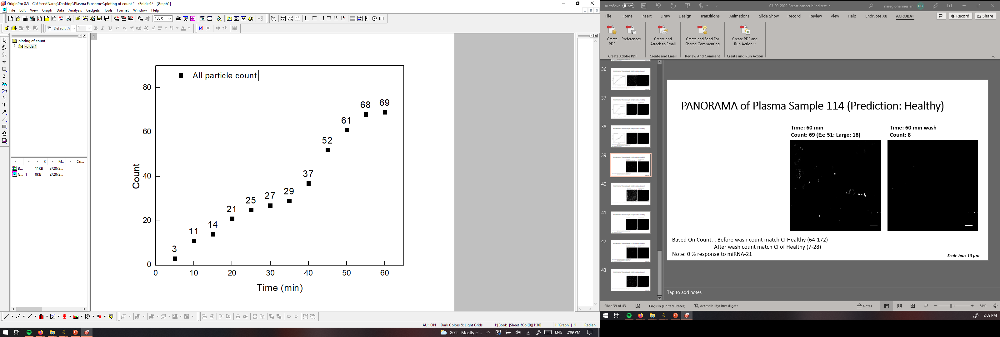 OriginPro 8.5 - C:\Users\Nareg\Desktop\Plasma Exosomes\ploting of count * - /Folder1/ - [Graph1]
File Edit View Graph Data Analysis Gadgets Tools Format Window Help
100%
Default: A 0
B I U
ploting of count
Folder1
S M.. Co...
B... 11KB 3/28/2...
G... 1 8KB 2/28/2...
1
All particle count
80
60
40
20
0
Count
3
11
14
21
25
27
29
37
52
61
68
69
0 10 20 30 40 50 60
Time (min)
AU : ON Dark Colors & Light Grids 1:[Book1]Sheet1!Col(B)[1:30] 1:[Graph1]1!1 Radian
80°F Mostly cl... ENG 2:09 PM
AutoSave Off 03-09-2022 Breast cancer blind test nareg ohannesian NO
File Home Insert Draw Design Transitions Animations Slide Show Record Review View Help EndNote X8 ACROBAT Record Share
Create PDF
Preferences
Create and Attach to Email
Create and Send For Shared Commenting
Create PDF and Run Action
Create Adobe PDF Create and Email Review And Comment Create and Run Action
36
37
38
39
40
41
42
43
PANORAMA of Plasma Sample 114 (Prediction: Healthy)
Time: 60 min
Count: 69 (Ex: 51; Large: 18)
Time: 60 min wash
Count: 8
Based On Count: : Before wash count match CI Healthy (64-172)
After wash count match CI of Healthy (7-28)
Note: 0 % response to miRNA-21
Scale bar: 10 µm
Tap to add notes
Slide 39 of 43 English (United States) Accessibility: Investigate Notes 81%
2:09 PM